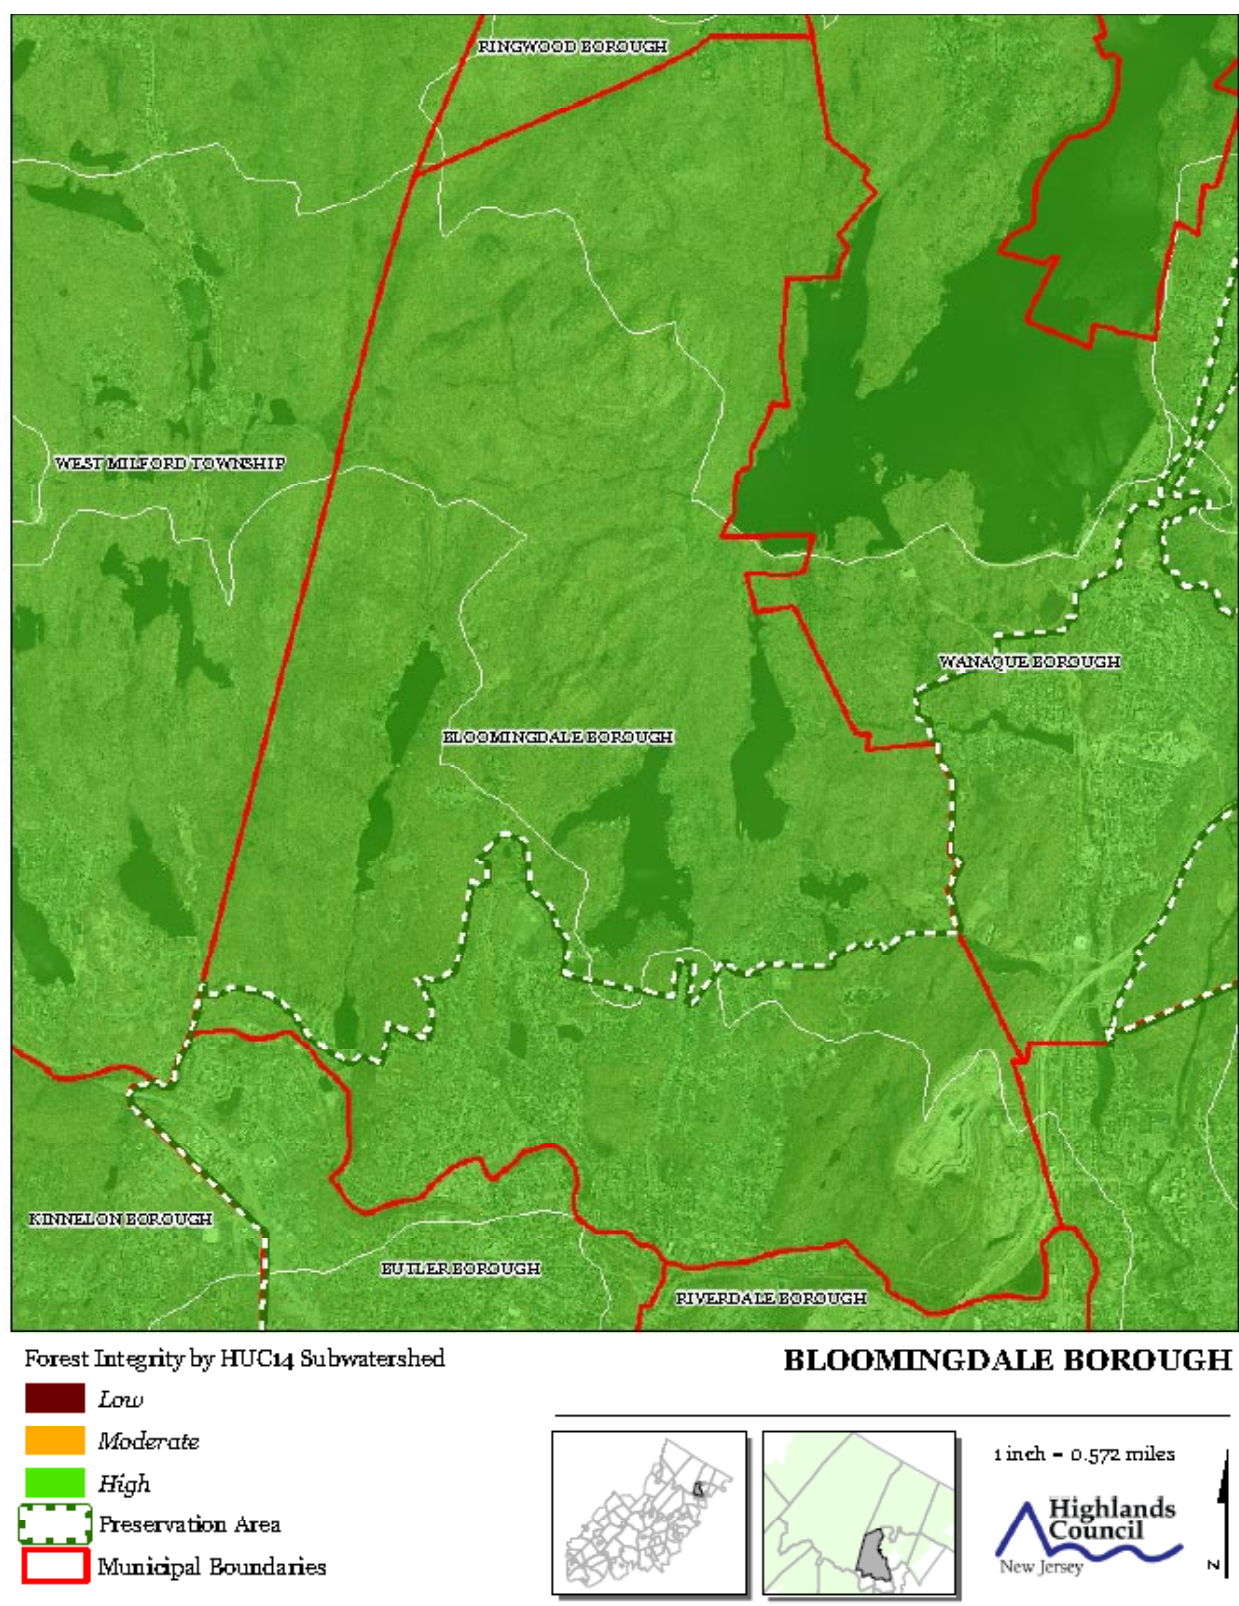 RINGWOOD BOROUGH
WEST MILFORD TOWNSHIP
WANAQUE BOROUGH
BLOOMINGDALE BOROUGH
KINNELON BOROUGH
BUTLER BOROUGH
RIVERDALE BOROUGH
Forest Integrity by HUC14 Subwatershed
Low
Moderate
High
Preservation Area
Municipal Boundaries
BLOOMINGDALE BOROUGH
1 inch = 0.572 miles
Highlands
Council
New Jersey
N